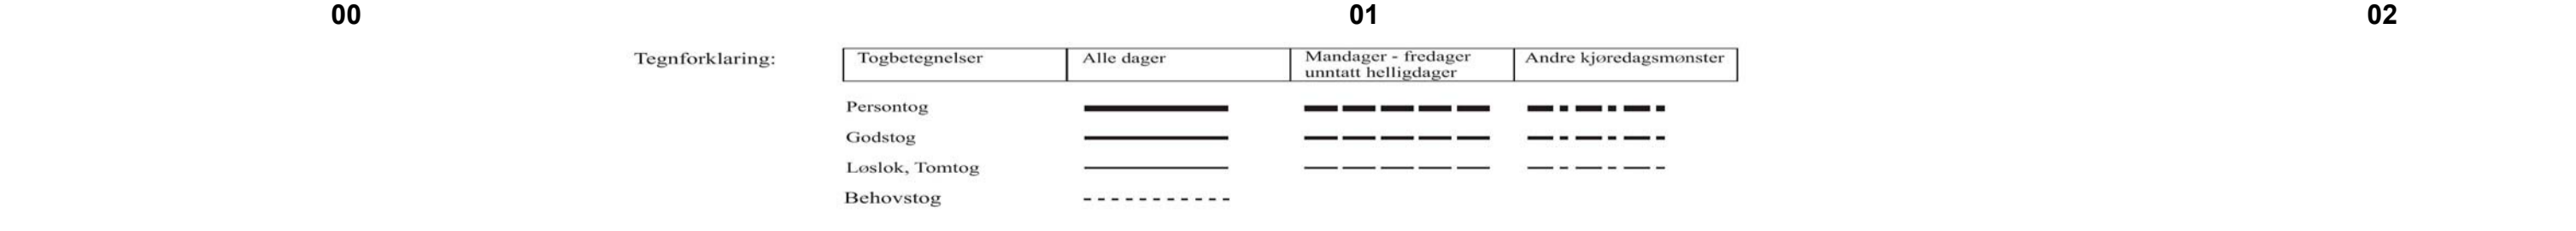 00 01 02
Tegnforklaring: Togbetegnelser Alle dager Mandager - fredager unntatt helligdager Andre kjøredagsmønster
Persontog
Godstog
Løslok, Tomtog
Behovstog